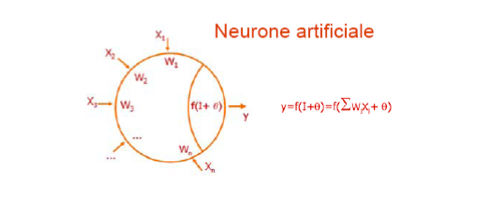 Neurone artificiale
X₁
X₂
W₁
W₂
X₃
W₃
f(I+ θ)
Y
y=f(I+θ)=f(∑WᵢXᵢ+ θ)
...
...
Wₙ
Xₙ